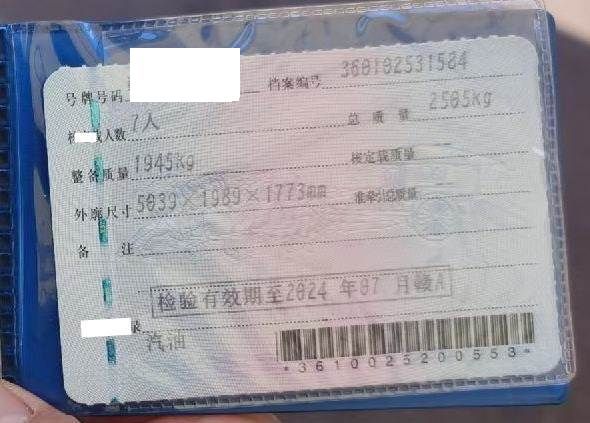 号牌号码 档案编号 360102531584
人数 7人 总质量 2505kg
整备质量 1945kg 核定载质量 --
外廓尺寸 5039×1989×1773mm 准牵引总质量 --
备注
检验有效期至2024年07月赣A
录
汽油
*3610025200553*